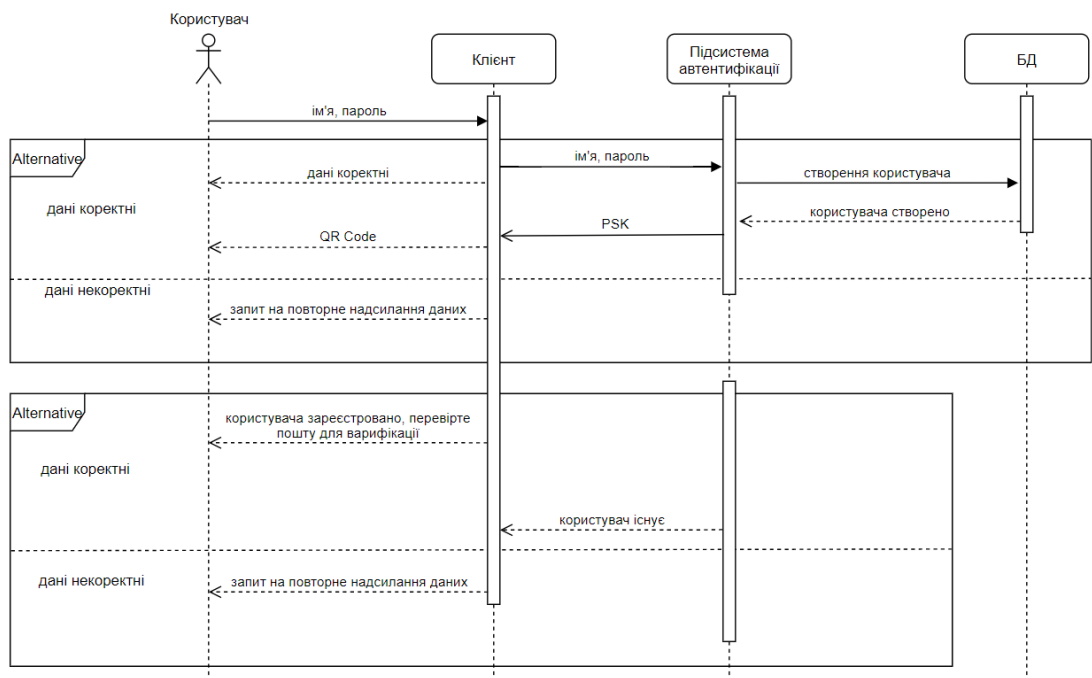 Користувач
Клієнт
Підсистема
автентифікації
БД
ім'я, пароль
Alternative
ім'я, пароль
дані коректні
створення користувача
дані коректні
користувача створено
PSK
QR Code
дані некоректні
запит на повторне надсилання даних
Alternative
користувача зареєстровано, перевірте
пошту для варифікації
дані коректні
користувач існує
дані некоректні
запит на повторне надсилання даних